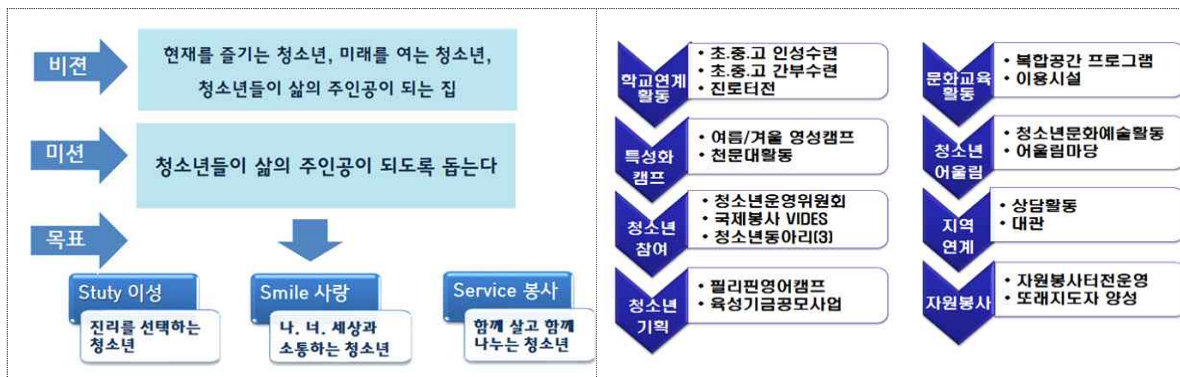 비젼
현재를 즐기는 청소년, 미래를 여는 청소년,
청소년들이 삶의 주인공이 되는 집
미션
청소년들이 삶의 주인공이 되도록 돕는다
목표
Stuty 이성
진리를 선택하는
청소년
Smile 사랑
나. 너. 세상과
소통하는 청소년
Service 봉사
함께 살고 함께
나누는 청소년
학교연계
활동
• 초.중.고 인성수련
• 초.중.고 간부수련
• 진로터전
특성화
캠프
• 여름/겨울 영성캠프
• 천문대활동
청소년
참여
• 청소년운영위원회
• 국제봉사 VIDES
• 청소년동아리(3)
청소년
기획
• 필리핀영어캠프
• 육성기금공모사업
문화교육
활동
• 복합공간 프로그램
• 이용시설
청소년
어울림
• 청소년문화예술활동
• 어울림마당
지역
연계
• 상담활동
• 대관
자원봉사
• 자원봉사터전운영
• 또래지도자 양성